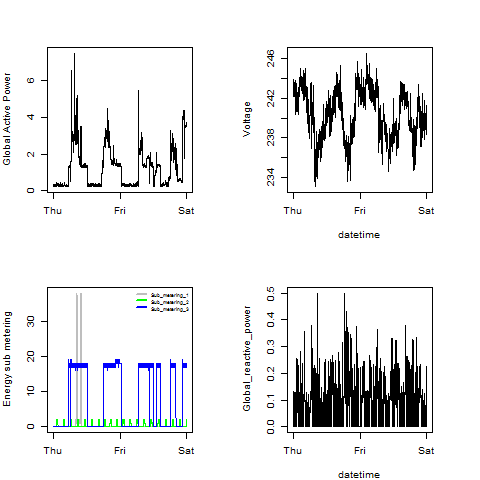 Global Active Power
6
4
2
0
Thu
Fri
Sat
Voltage
246
242
238
234
Thu
Fri
Sat
datetime
Energy sub metering
30
20
10
0
Sub_metering_1
Sub_metering_2
Sub_metering_3
Thu
Fri
Sat
Global_reactive_power
0.5
0.4
0.3
0.2
0.1
0.0
Thu
Fri
Sat
datetime